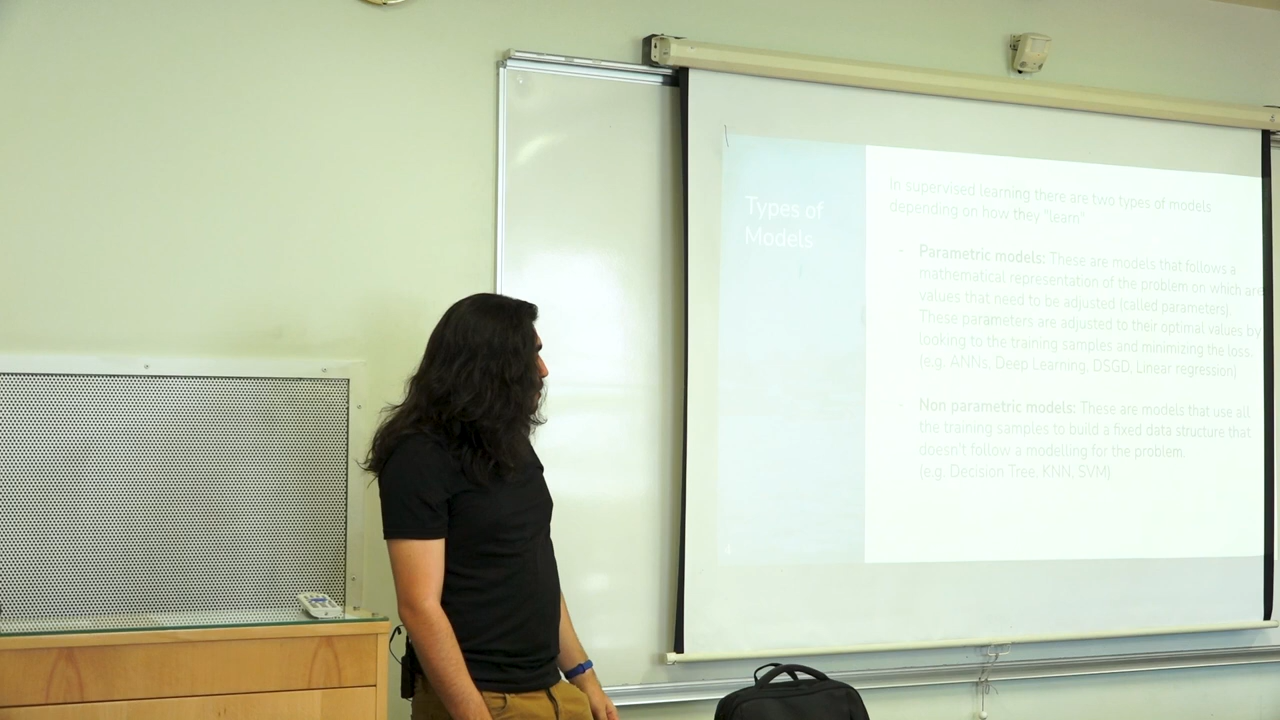 Types of
Models
In supervised learning there are two types of models
depending on how they "learn"
- Parametric models: These are models that follows a
mathematical representation of the problem on which are
values that need to be adjusted (called parameters).
These parameters are adjusted to their optimal values by
looking to the training samples and minimizing the loss.
(e.g. ANNs, Deep Learning, DSGD, Linear regression)
- Non parametric models: These are models that use all
the training samples to build a fixed data structure that
doesn't follow a modelling for the problem.
(e.g. Decision Tree, KNN, SVM)